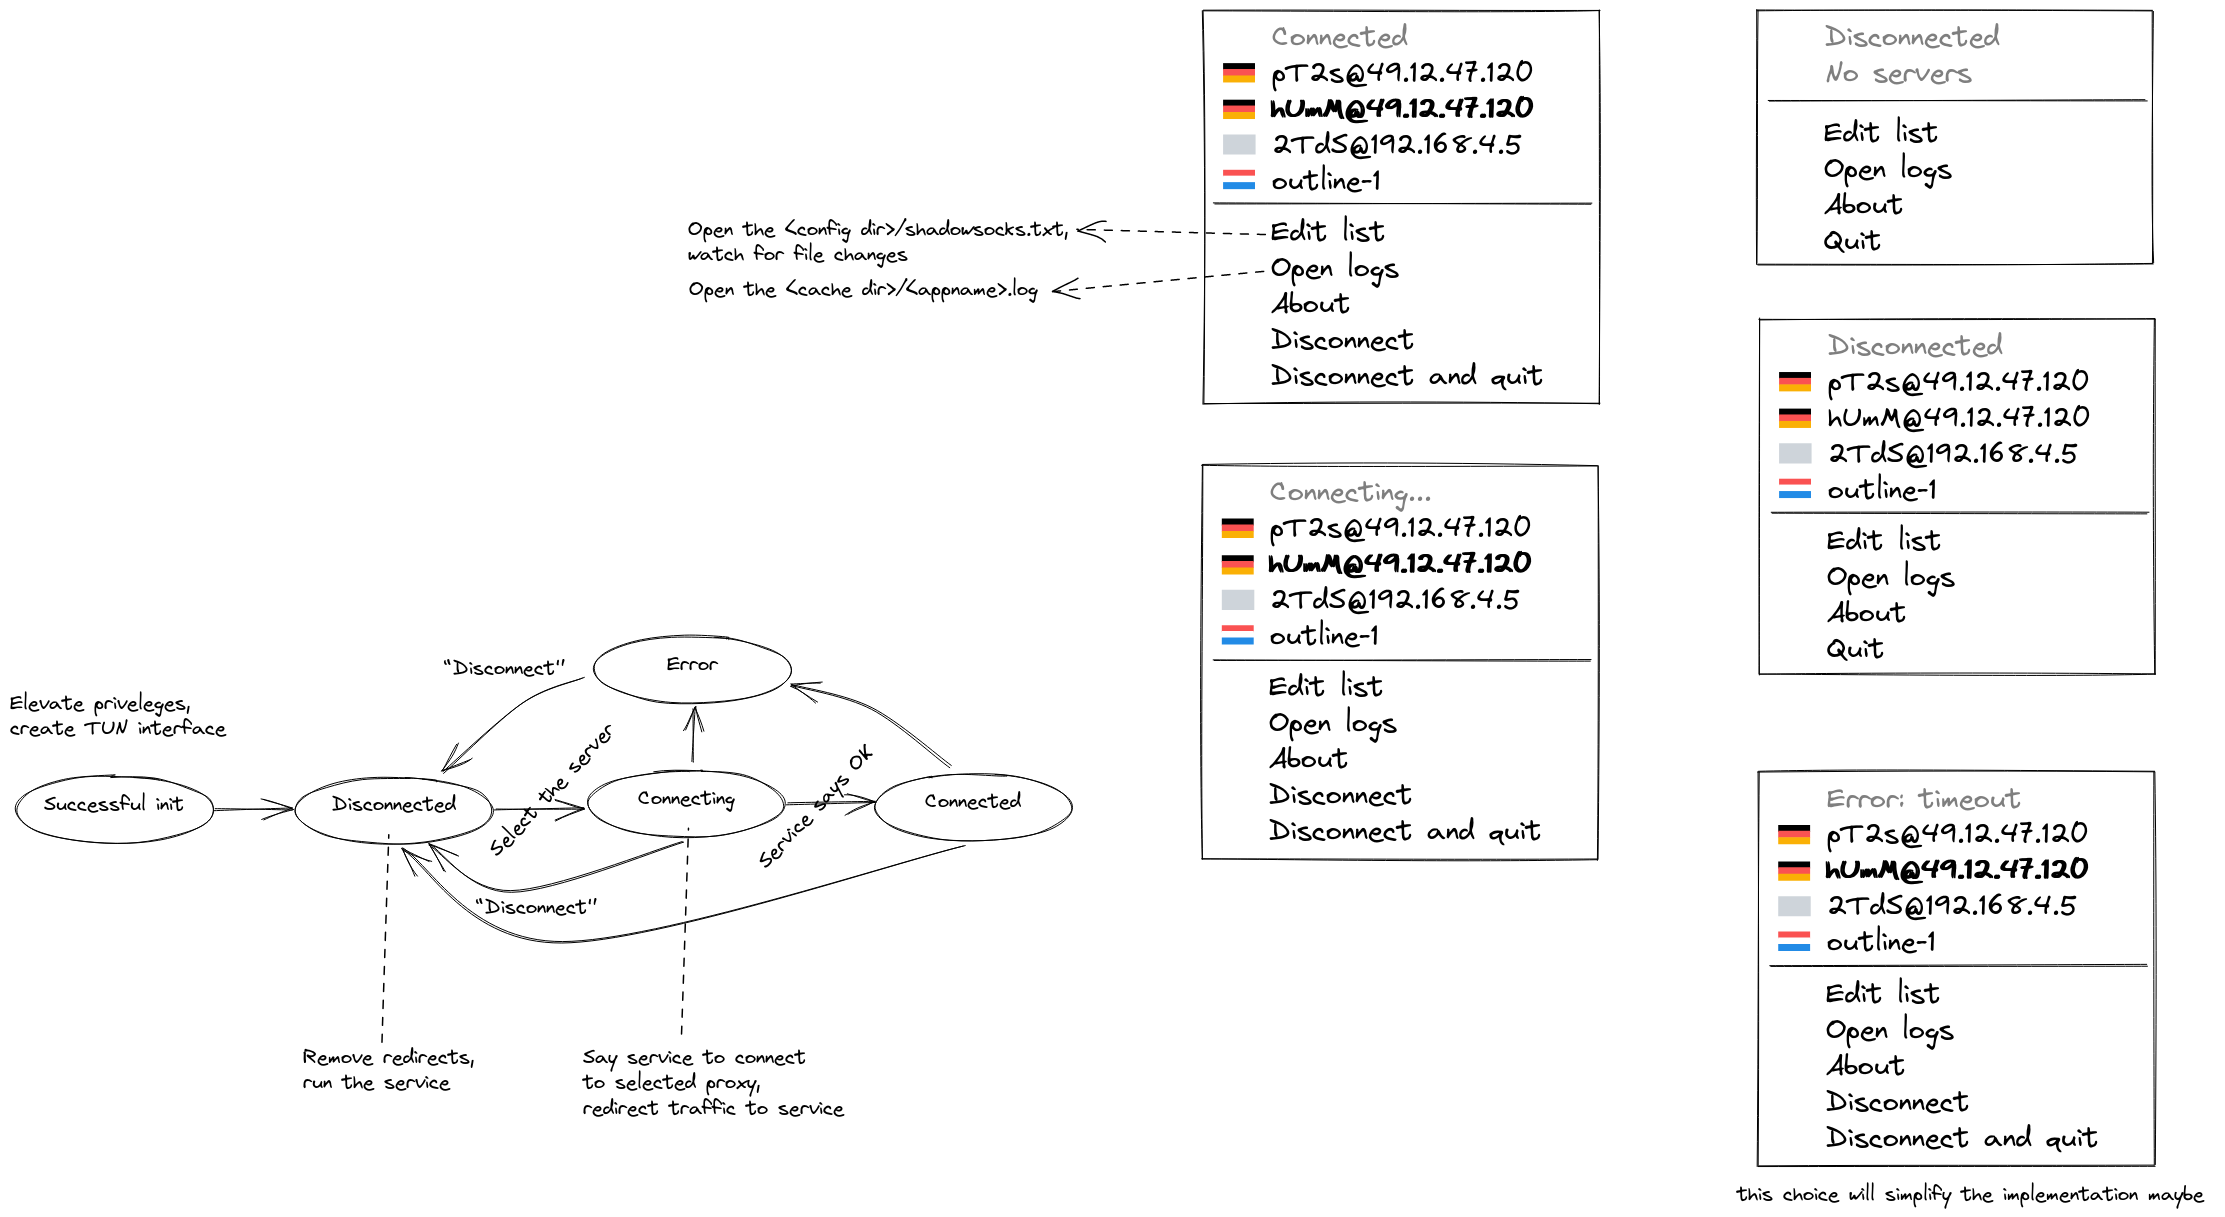 Connected
pT2s@49.12.47.120
hUmM@49.12.47.120
2TdS@192.168.4.5
outline-1
Edit list
Open logs
About
Disconnect
Disconnect and quit
Open the <config dir>/shadowsocks.txt,
watch for file changes
Open the <cache dir>/<appname>.log
Disconnected
No servers
Edit list
Open logs
About
Quit
Connecting...
pT2s@49.12.47.120
hUmM@49.12.47.120
2TdS@192.168.4.5
outline-1
Edit list
Open logs
About
Disconnect
Disconnect and quit
Disconnected
pT2s@49.12.47.120
hUmM@49.12.47.120
2TdS@192.168.4.5
outline-1
Edit list
Open logs
About
Quit
Error: timeout
pT2s@49.12.47.120
hUmM@49.12.47.120
2TdS@192.168.4.5
outline-1
Edit list
Open logs
About
Disconnect
Disconnect and quit
this choice will simplify the implementation maybe
Elevate priveleges,
create TUN interface
"Disconnect"
Error
Successful init
Disconnected
Select the server
Connecting
Service says OK
Connected
"Disconnect"
Remove redirects,
run the service
Say service to connect
to selected proxy,
redirect traffic to service